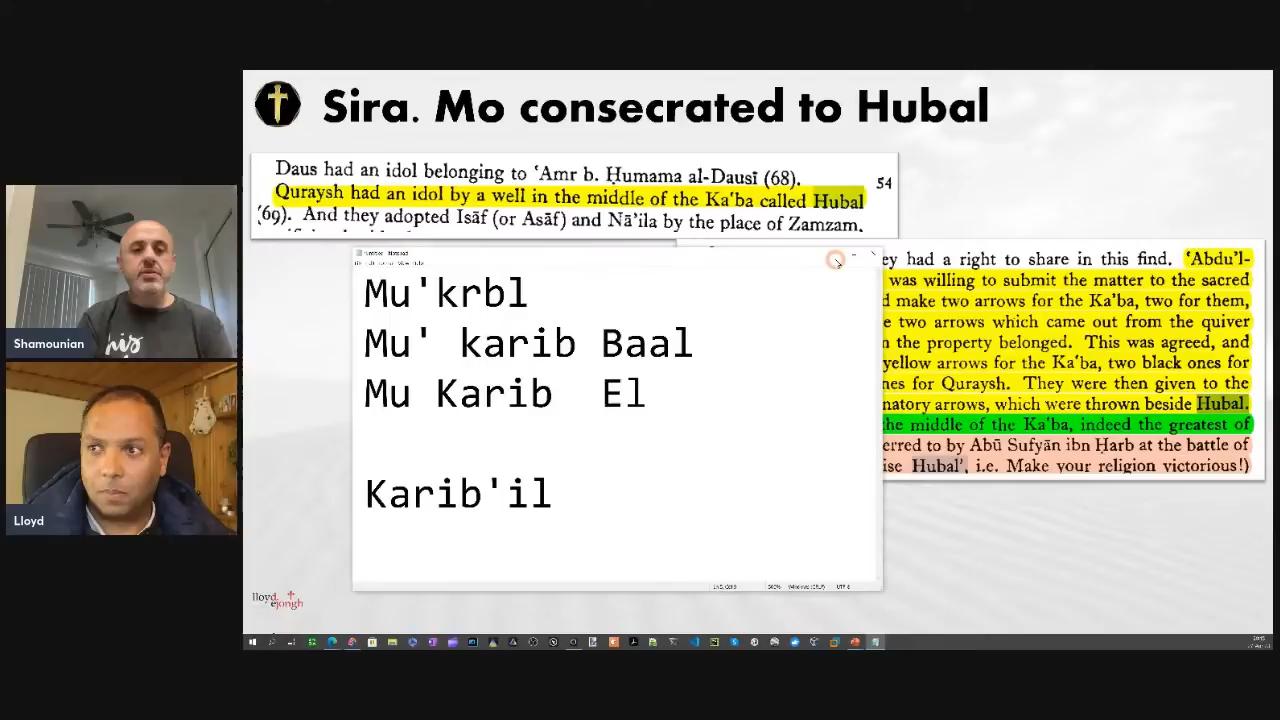 Sira. Mo consecrated to Hubal
Daus had an idol belonging to ‘Amr b. Ḥumama al-Dausī (68).
54
Quraysh had an idol by a well in the middle of the Ka‘ba called Hubal
(69). And they adopted Isāf (or Asāf) and Nā’ila by the place of Zamzam,
ey had a right to share in this find. ‘Abdu’l-
was willing to submit the matter to the sacred
d make two arrows for the Ka‘ba, two for them,
e two arrows which came out from the quiver
n the property belonged. This was agreed, and
yellow arrows for the Ka‘ba, two black ones for
nes for Quraysh. They were then given to the
natory arrows, which were thrown beside Hubal.
the middle of the Ka‘ba, indeed the greatest of
erred to by Abū Sufyān ibn Ḥarb at the battle of
ise Hubal’, i.e. Make your religion victorious!)
Mu'krbl
Mu' karib Baal
Mu Karib El
Karib'il
Shamounian
his
Lloyd
lloyd
ejongh